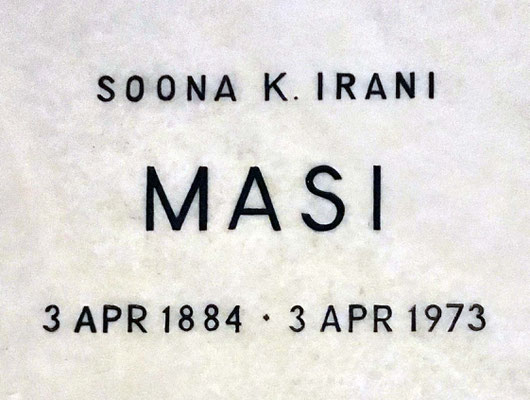 SOONA K. IRANI
MASI
3 APR 1884 · 3 APR 1973